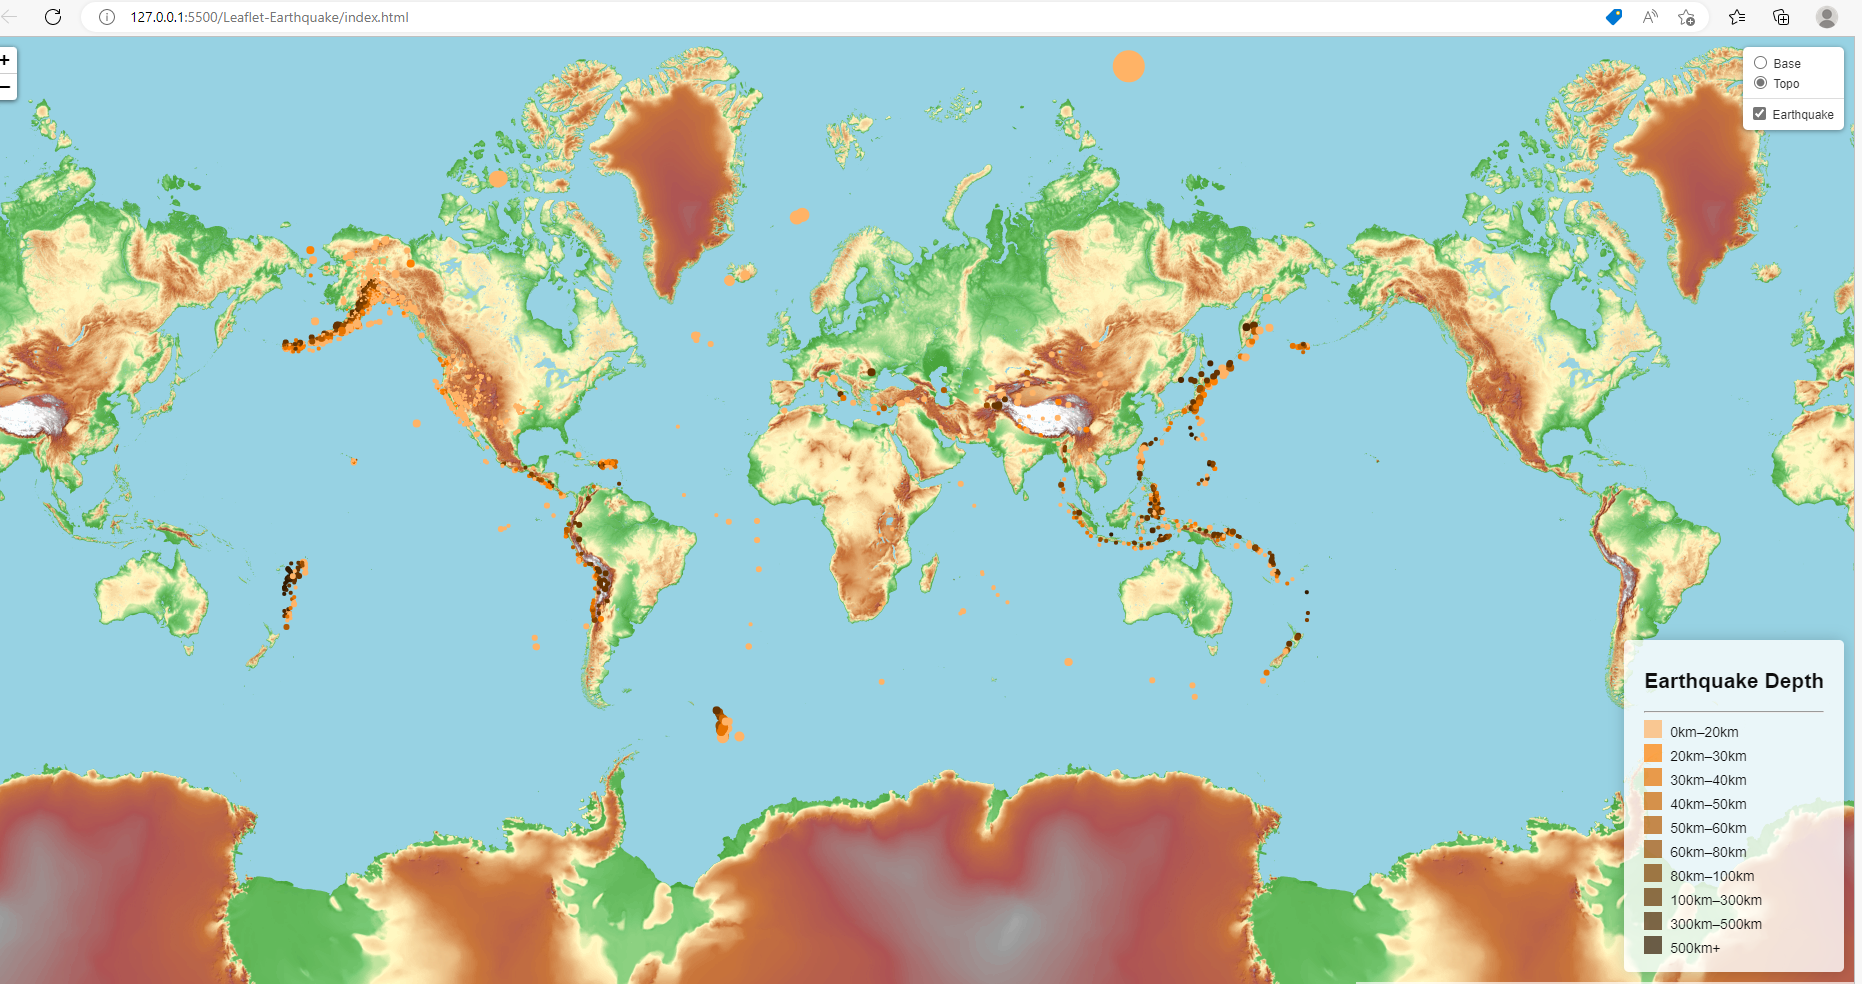 127.0.0.1:5500/Leaflet-Earthquake/index.html
+
−
Base
Topo
Earthquake
Earthquake Depth
0km–20km
20km–30km
30km–40km
40km–50km
50km–60km
60km–80km
80km–100km
100km–300km
300km–500km
500km+